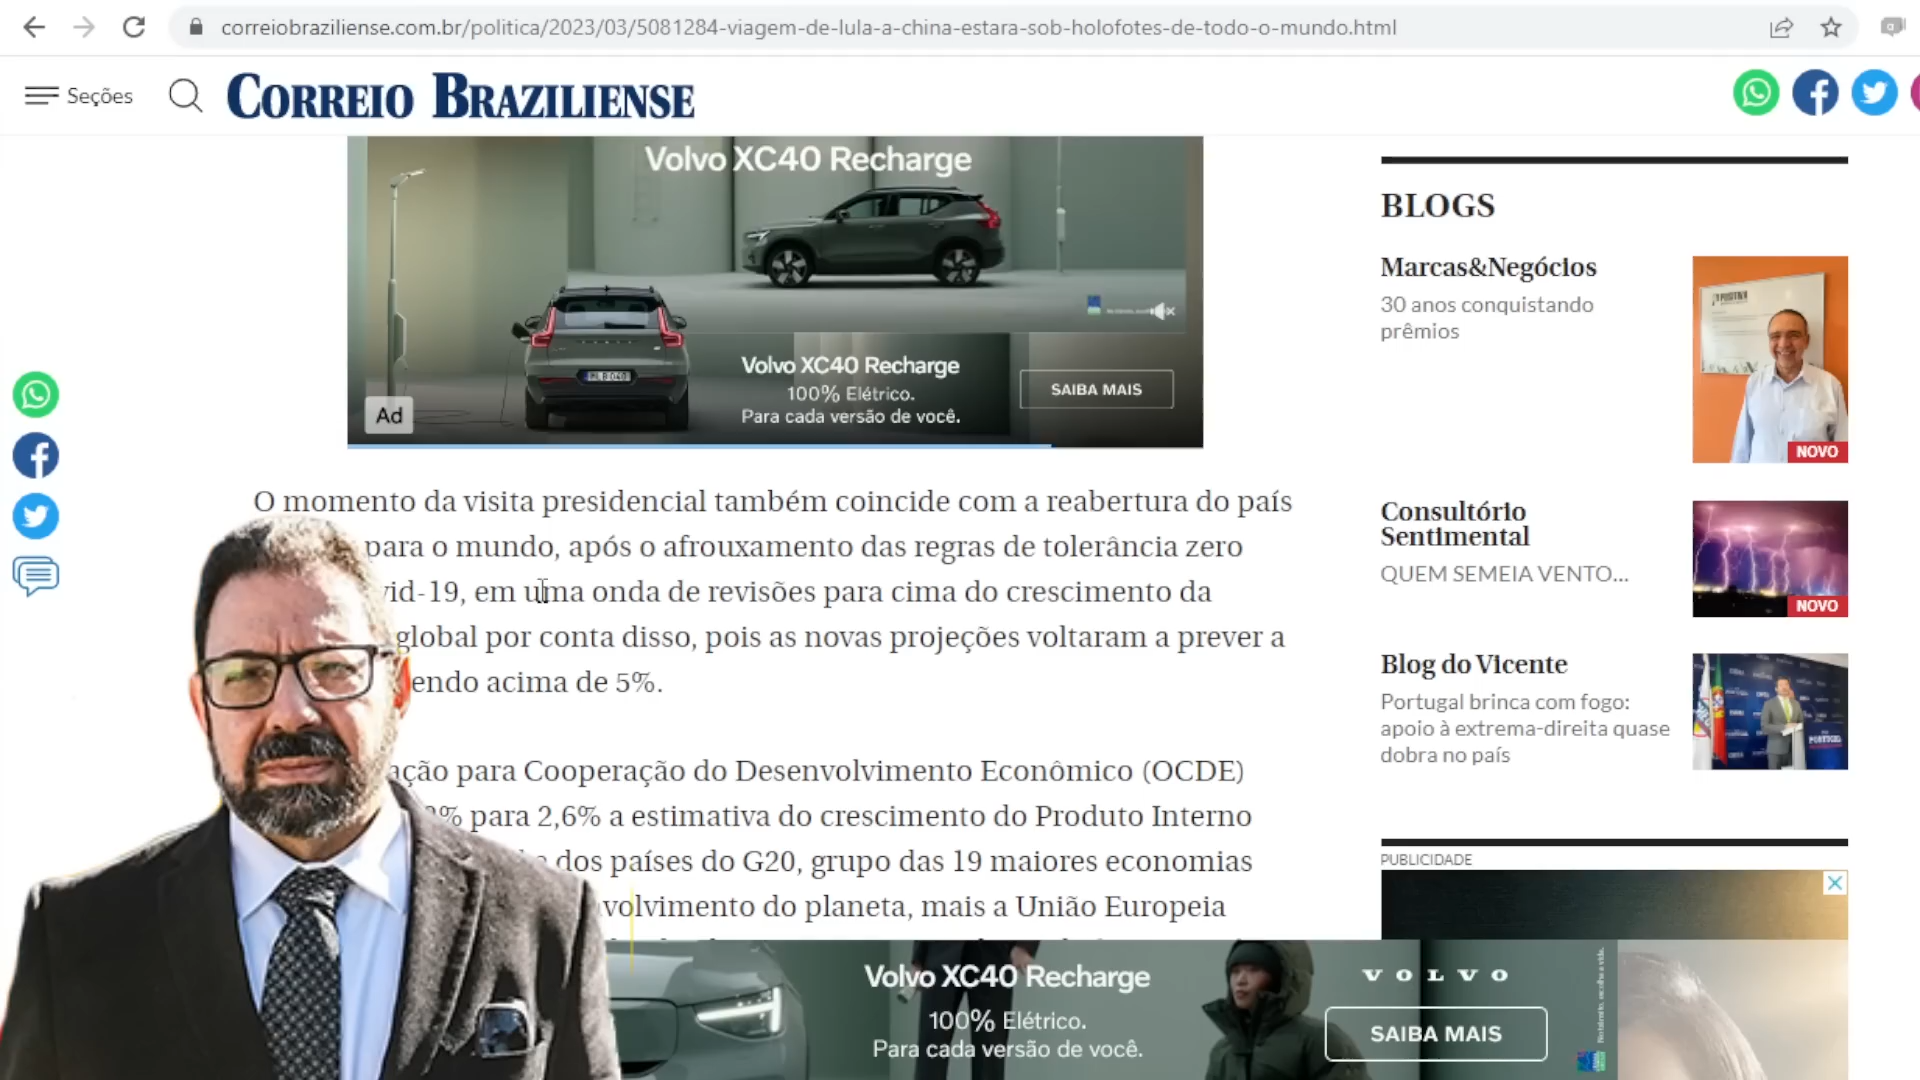 correiobraziliense.com.br/politica/2023/03/5081284-viagem-de-lula-a-china-estara-sob-holofotes-de-todo-o-mundo.html
Seções
CORREIO BRAZILIENSE
Volvo XC40 Recharge
Volvo XC40 Recharge
100% Elétrico.
Para cada versão de você.
SAIBA MAIS
Ad
O momento da visita presidencial também coincide com a reabertura do país
para o mundo, após o afrouxamento das regras de tolerância zero
vid-19, em uma onda de revisões para cima do crescimento da
global por conta disso, pois as novas projeções voltaram a prever a
endo acima de 5%.
ação para Cooperação do Desenvolvimento Econômico (OCDE)
% para 2,6% a estimativa do crescimento do Produto Interno
dos países do G20, grupo das 19 maiores economias
volvimento do planeta, mais a União Europeia
BLOGS
Marcas&Negócios
30 anos conquistando
prêmios
NOVO
Consultório
Sentimental
QUEM SEMEIA VENTO...
NOVO
Blog do Vicente
Portugal brinca com fogo:
apoio à extrema-direita quase
dobra no país
PUBLICIDADE
Volvo XC40 Recharge
100% Elétrico.
Para cada versão de você.
VOLVO
SAIBA MAIS